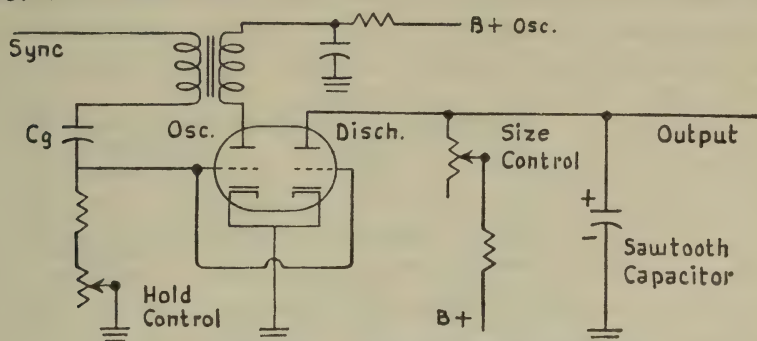 Sync
B+ Osc.
Cg
Osc.
Disch.
Size
Control
Output
+
-
Sawtooth
Capacitor
Hold
Control
B+